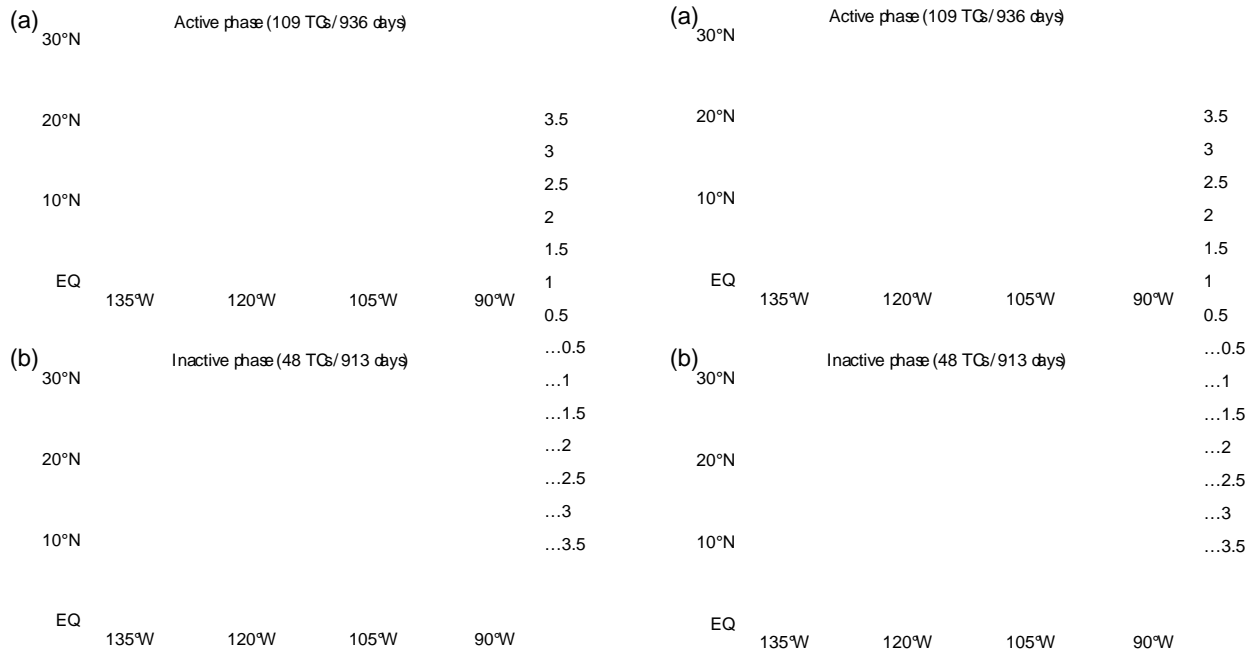 (a)
Active phase (109 TCs/ 936 days)
30°N
20°N
10°N
EQ
135°W 120°W 105°W 90°W
(b)
Inactive phase (48 TCs/ 913 days)
30°N
20°N
10°N
EQ
135°W 120°W 105°W 90°W
3.5
3
2.5
2
1.5
1
0.5
…0.5
…1
…1.5
…2
…2.5
…3
…3.5
(a)
Active phase (109 TCs/ 936 days)
30°N
20°N
10°N
EQ
135°W 120°W 105°W 90°W
(b)
Inactive phase (48 TCs/ 913 days)
30°N
20°N
10°N
EQ
135°W 120°W 105°W 90°W
3.5
3
2.5
2
1.5
1
0.5
…0.5
…1
…1.5
…2
…2.5
…3
…3.5